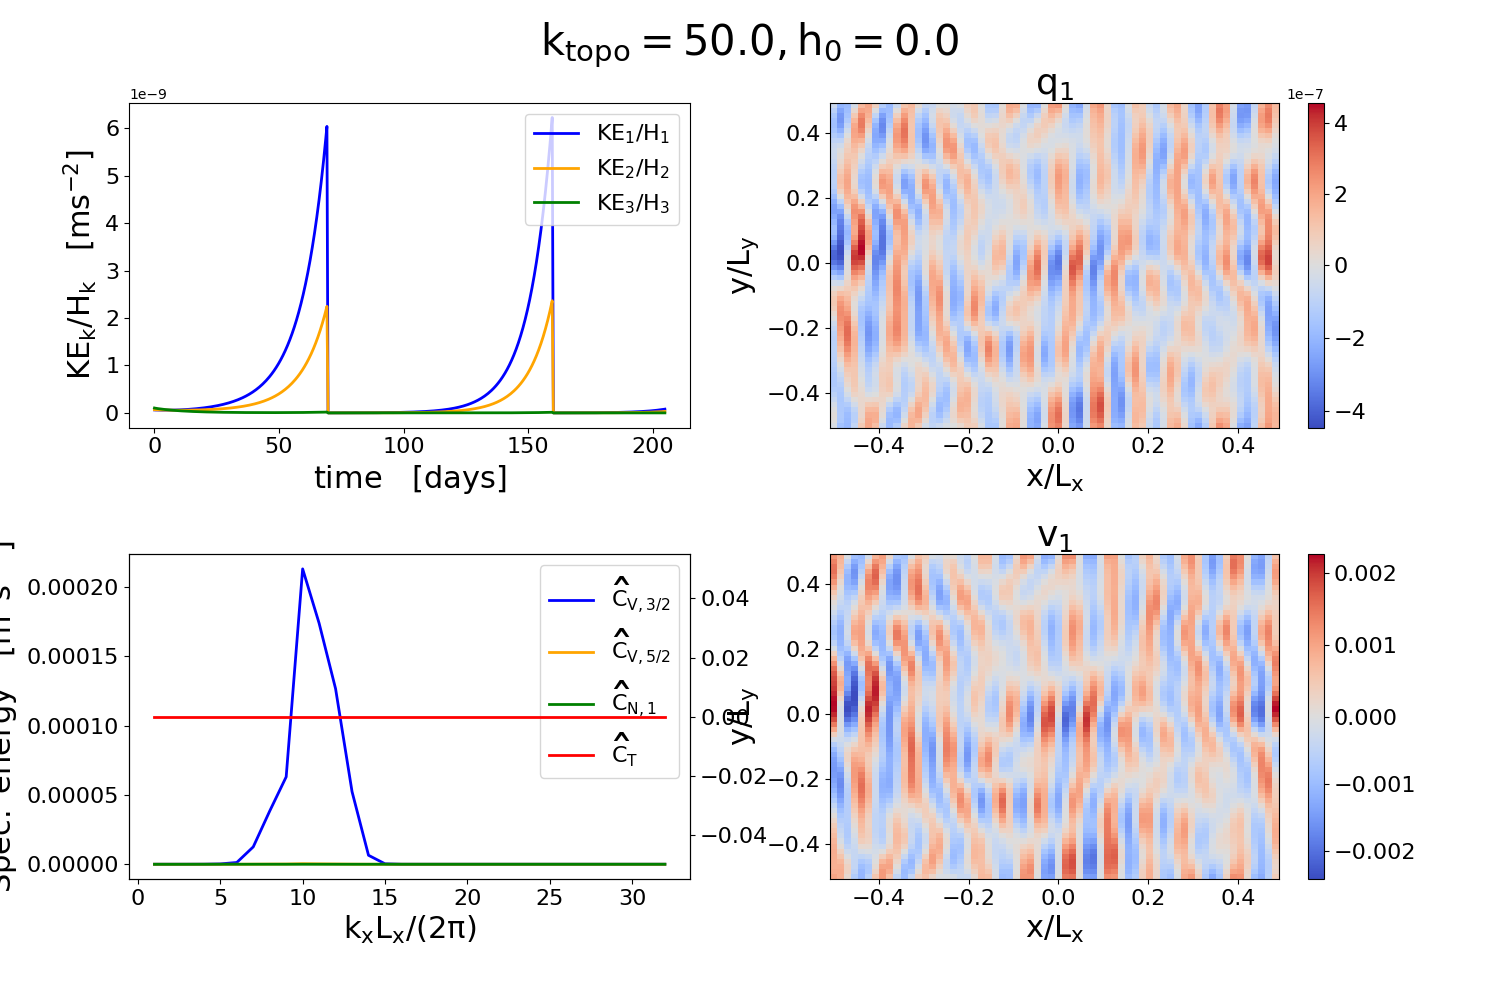 k_topo = 50.0, h_0 = 0.0
1e−9
KE_k/H_k [ms^−2]
6
5
4
3
2
1
0
KE_1/H_1
KE_2/H_2
KE_3/H_3
0 50 100 150 200
time [days]
q_1
1e−7
y/L_y
0.4
0.2
0.0
−0.2
−0.4
−0.4 −0.2 0.0 0.2 0.4
x/L_x
4
2
0
−2
−4
Spec. energy
0.00020
0.00015
0.00010
0.00005
0.00000
Ĉ_V, 3/2
Ĉ_V, 5/2
Ĉ_N, 1
Ĉ_T
0.04
0.02
0.00
−0.02
−0.04
0 5 10 15 20 25 30
k_xL_x/(2π)
v_1
y/L_y
0.4
0.2
0.0
−0.2
−0.4
−0.4 −0.2 0.0 0.2 0.4
x/L_x
0.002
0.001
0.000
−0.001
−0.002